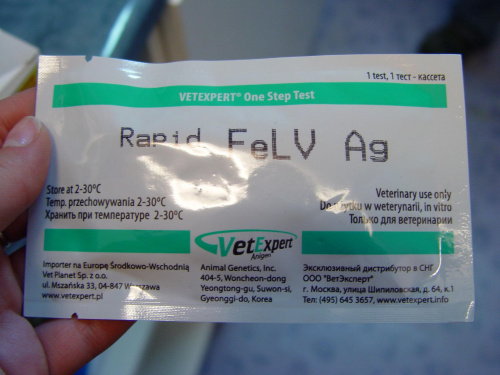 1 test, 1 тест - кассета
VETEXPERT® One Step Test
Rapid FeLV Ag
Store at 2-30°C
Temp. przechowywania 2-30°C
Хранить при температуре 2-30°C
Veterinary use only
Do użytku w weterynarii, in vitro
Только для ветеринарии
VetExpert
Anigen
Importer na Europę Środkowo-Wschodnią
Vet Planet Sp. z o.o.
ul. Mszańska 33, 04-847 Warszawa
www.vetexpert.pl
Animal Genetics, Inc.
404-5, Woncheon-dong
Yeongtong-gu, Suwon-si,
Gyeonggi-do, Korea
Эксклюзивный дистрибутор в СНГ
ООО "ВетЭксперт"
г. Москва, улица Шипиловская, д. 64, к.1
Тел: (495) 645 3657, www.vetexpert.info